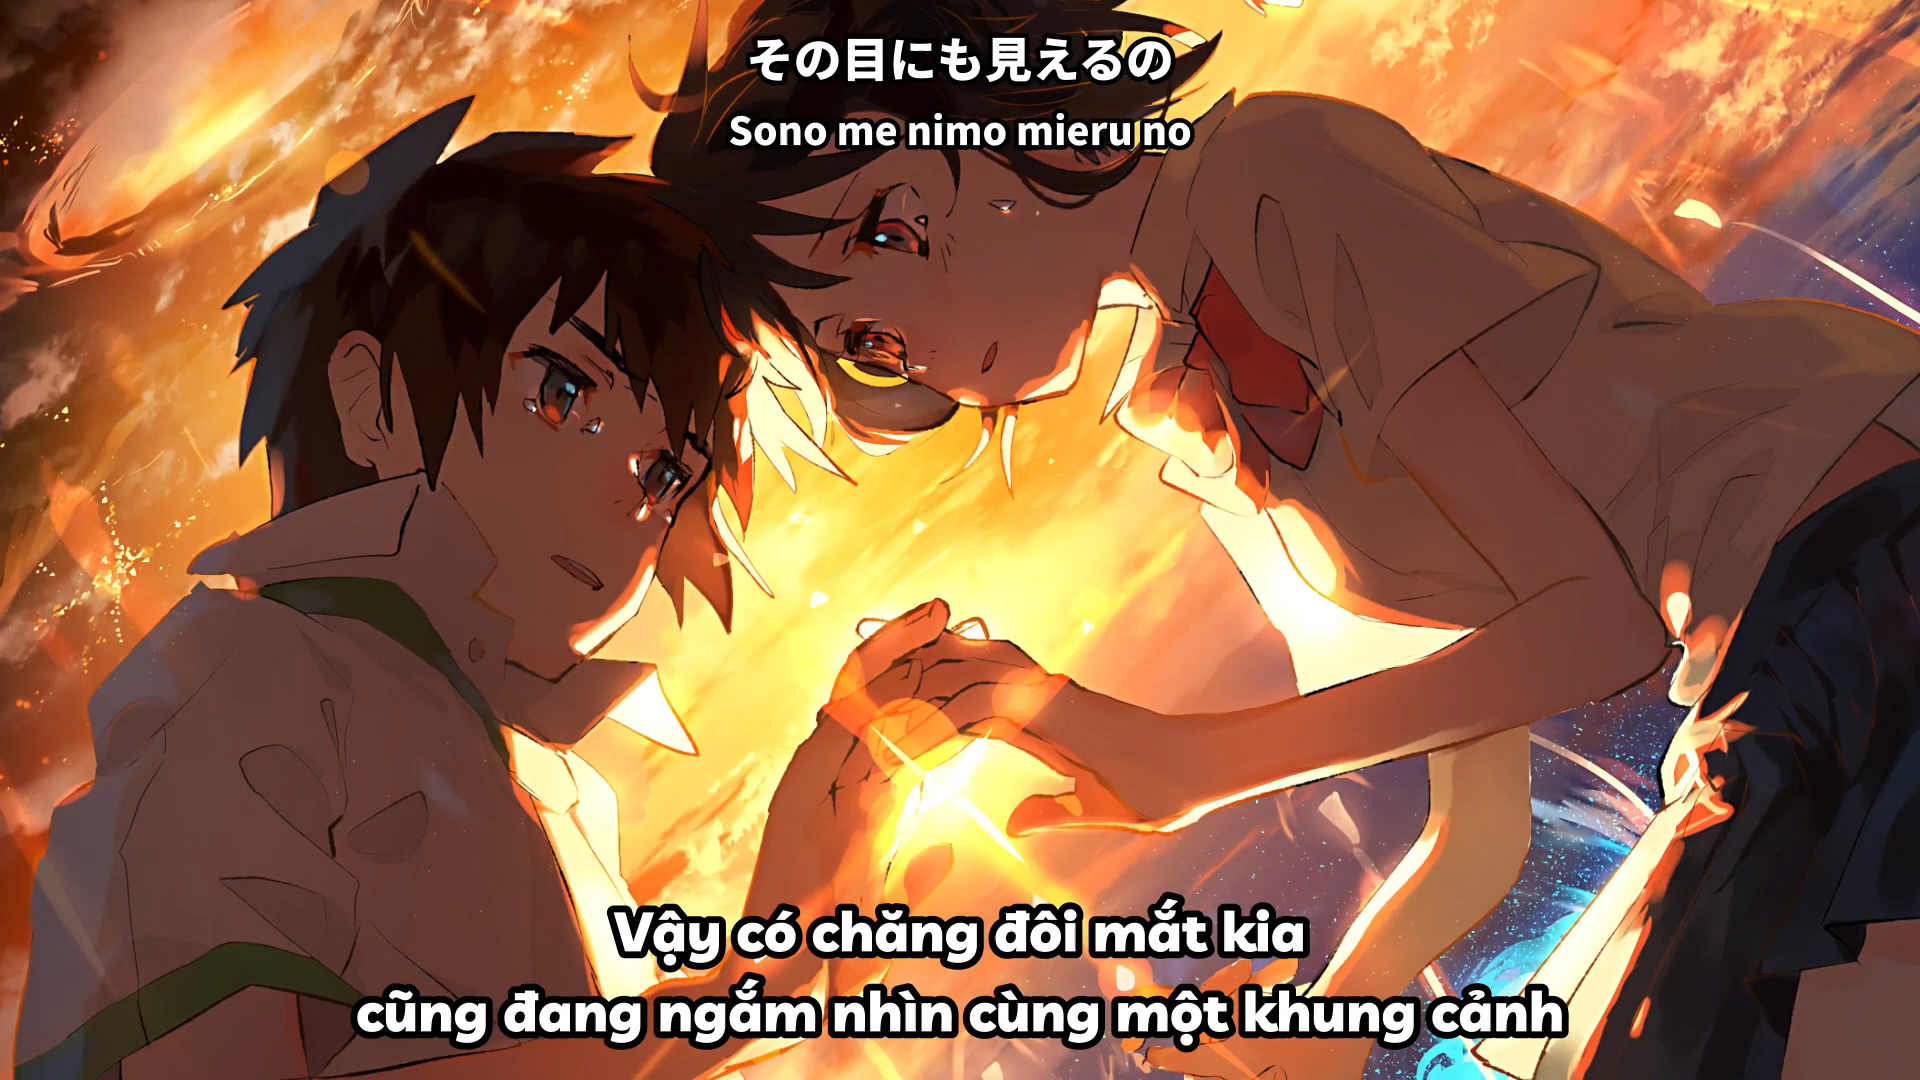 その目にも見えるの
Sono me nimo mieru no
Vậy có chăng đôi mắt kia
cũng đang ngắm nhìn cùng một khung cảnh